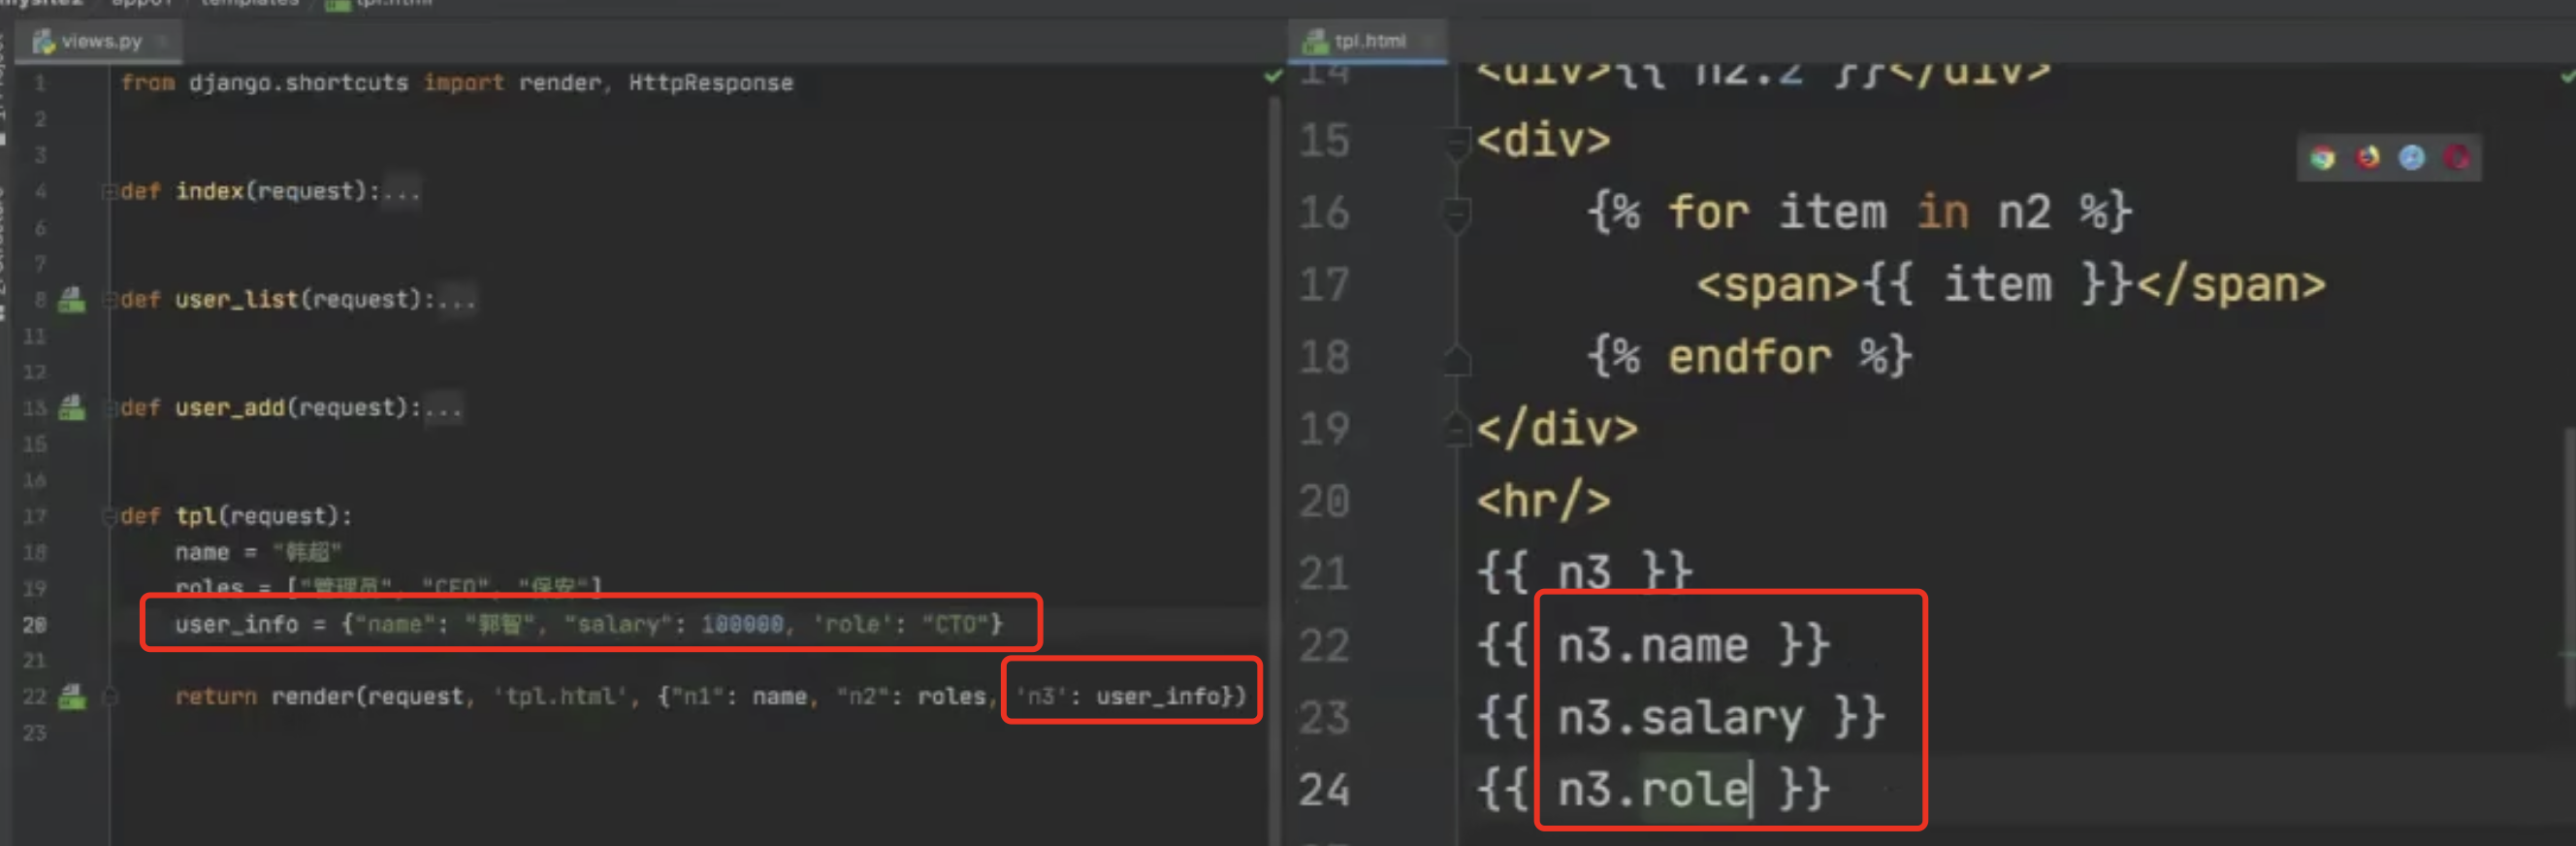 templates
tpl.html
views.py
1 from django.shortcuts import render, HttpResponse
2
3
4 def index(request):...
6
7
8 def user_list(request):...
11
12
13 def user_add(request):...
15
16
17 def tpl(request):
18 name = "韩超"
19 roles = ["管理员", "CEO", "保安"]
20 user_info = {"name": "郭智", "salary": 100000, 'role': "CTO"}
21
22 return render(request, 'tpl.html', {"n1": name, "n2": roles, 'n3': user_info})
23
tpl.html
14 <div>{{ n2.2 }}</div>
15 <div>
16 {% for item in n2 %}
17 <span>{{ item }}</span>
18 {% endfor %}
19 </div>
20 <hr/>
21 {{ n3 }}
22 {{ n3.name }}
23 {{ n3.salary }}
24 {{ n3.role }}